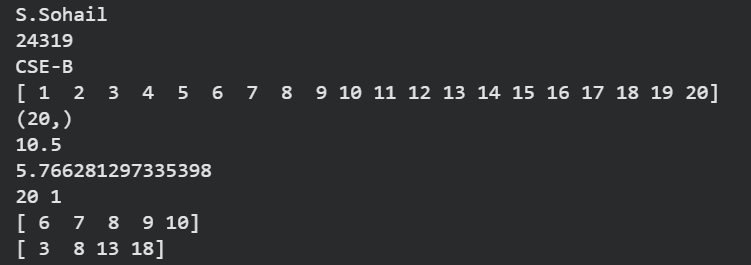 S.Sohail
24319
CSE-B
[ 1  2  3  4  5  6  7  8  9 10 11 12 13 14 15 16 17 18 19 20]
(20,)
10.5
5.766281297335398
20 1
[ 6  7  8  9 10]
[ 3  8 13 18]